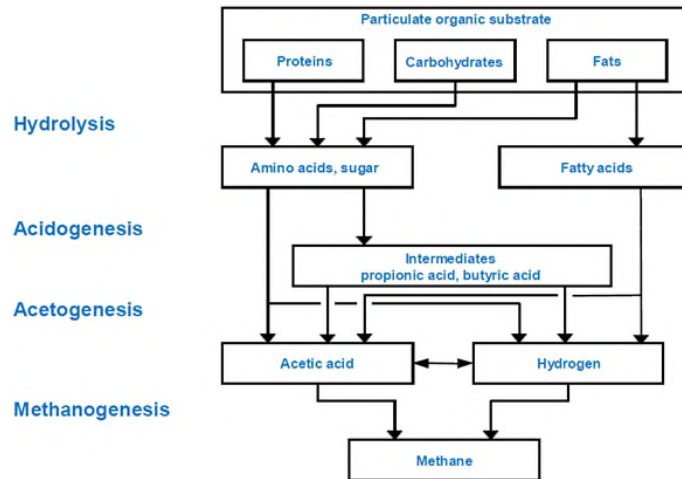 Particulate organic substrate
Proteins
Carbohydrates
Fats
Hydrolysis
Amino acids, sugar
Fatty acids
Acidogenesis
Intermediates
propionic acid, butyric acid
Acetogenesis
Acetic acid
Hydrogen
Methanogenesis
Methane